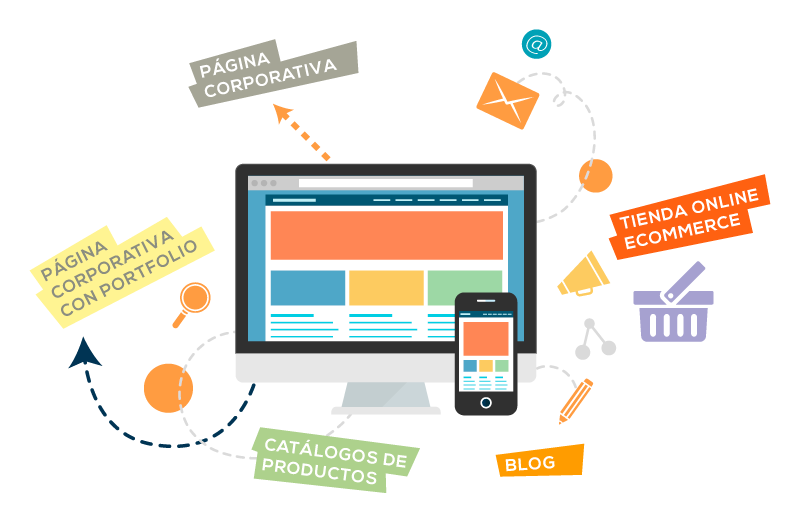 PÁGINA
CORPORATIVA
@
TIENDA ONLINE
ECOMMERCE
PÁGINA
CORPORATIVA
CON PORTFOLIO
CATÁLOGOS DE
PRODUCTOS
BLOG